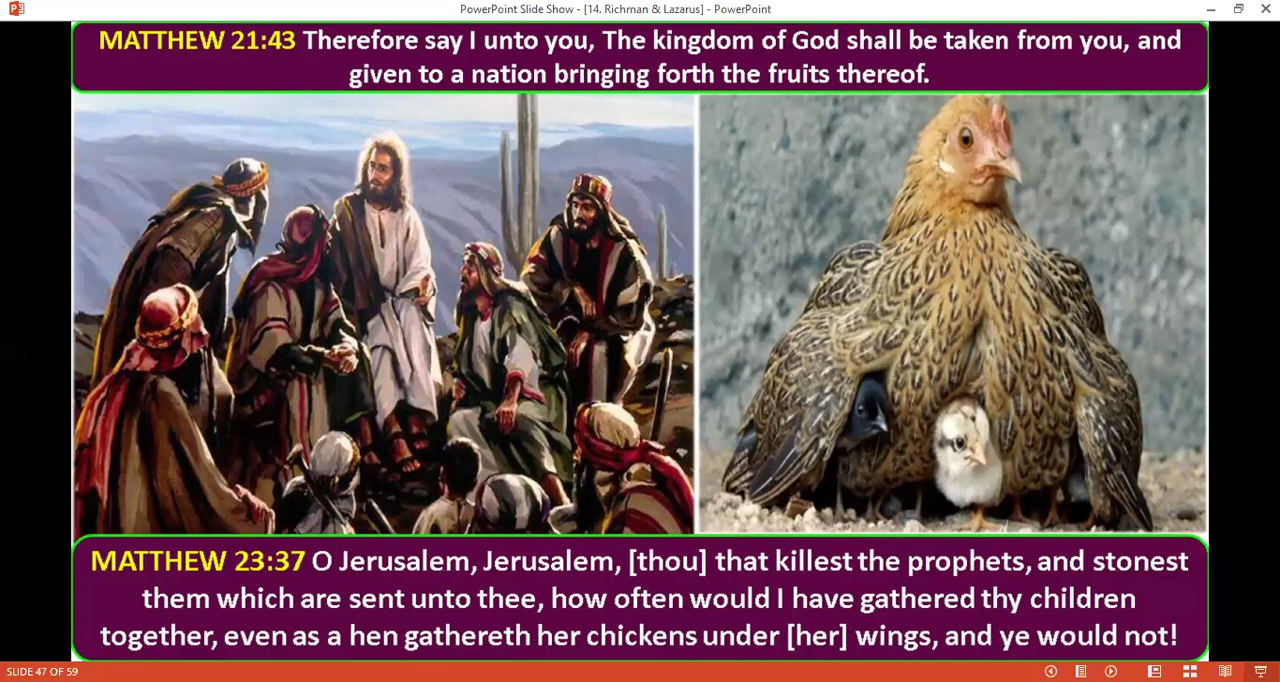 PowerPoint Slide Show - [14. Richman & Lazarus] - PowerPoint
MATTHEW 21:43 Therefore say I unto you, The kingdom of God shall be taken from you, and
given to a nation bringing forth the fruits thereof.
MATTHEW 23:37 O Jerusalem, Jerusalem, [thou] that killest the prophets, and stonest
them which are sent unto thee, how often would I have gathered thy children
together, even as a hen gathereth her chickens under [her] wings, and ye would not!
SLIDE 47 OF 59